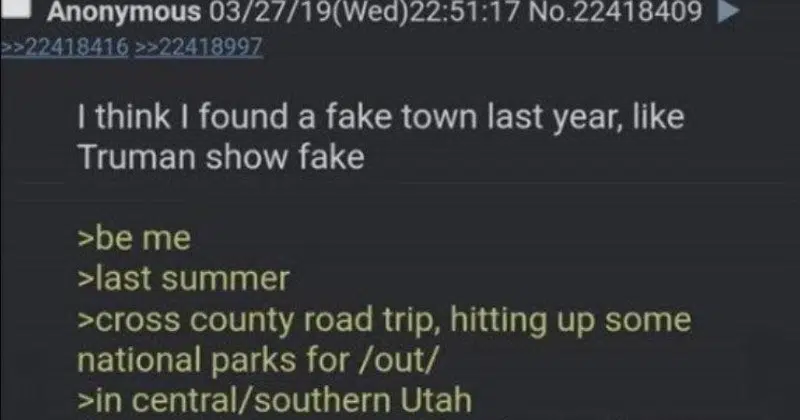 Anonymous 03/27/19(Wed)22:51:17 No.22418409
>>22418416 >>22418997
I think I found a fake town last year, like
Truman show fake
>be me
>last summer
>cross county road trip, hitting up some
national parks for /out/
>in central/southern Utah